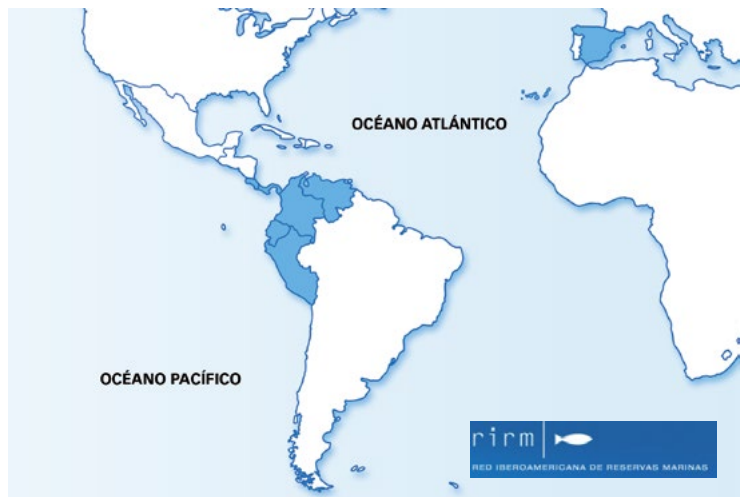 OCÉANO ATLÁNTICO
OCÉANO PACÍFICO
rirm
RED IBEROAMERICANA DE RESERVAS MARINAS